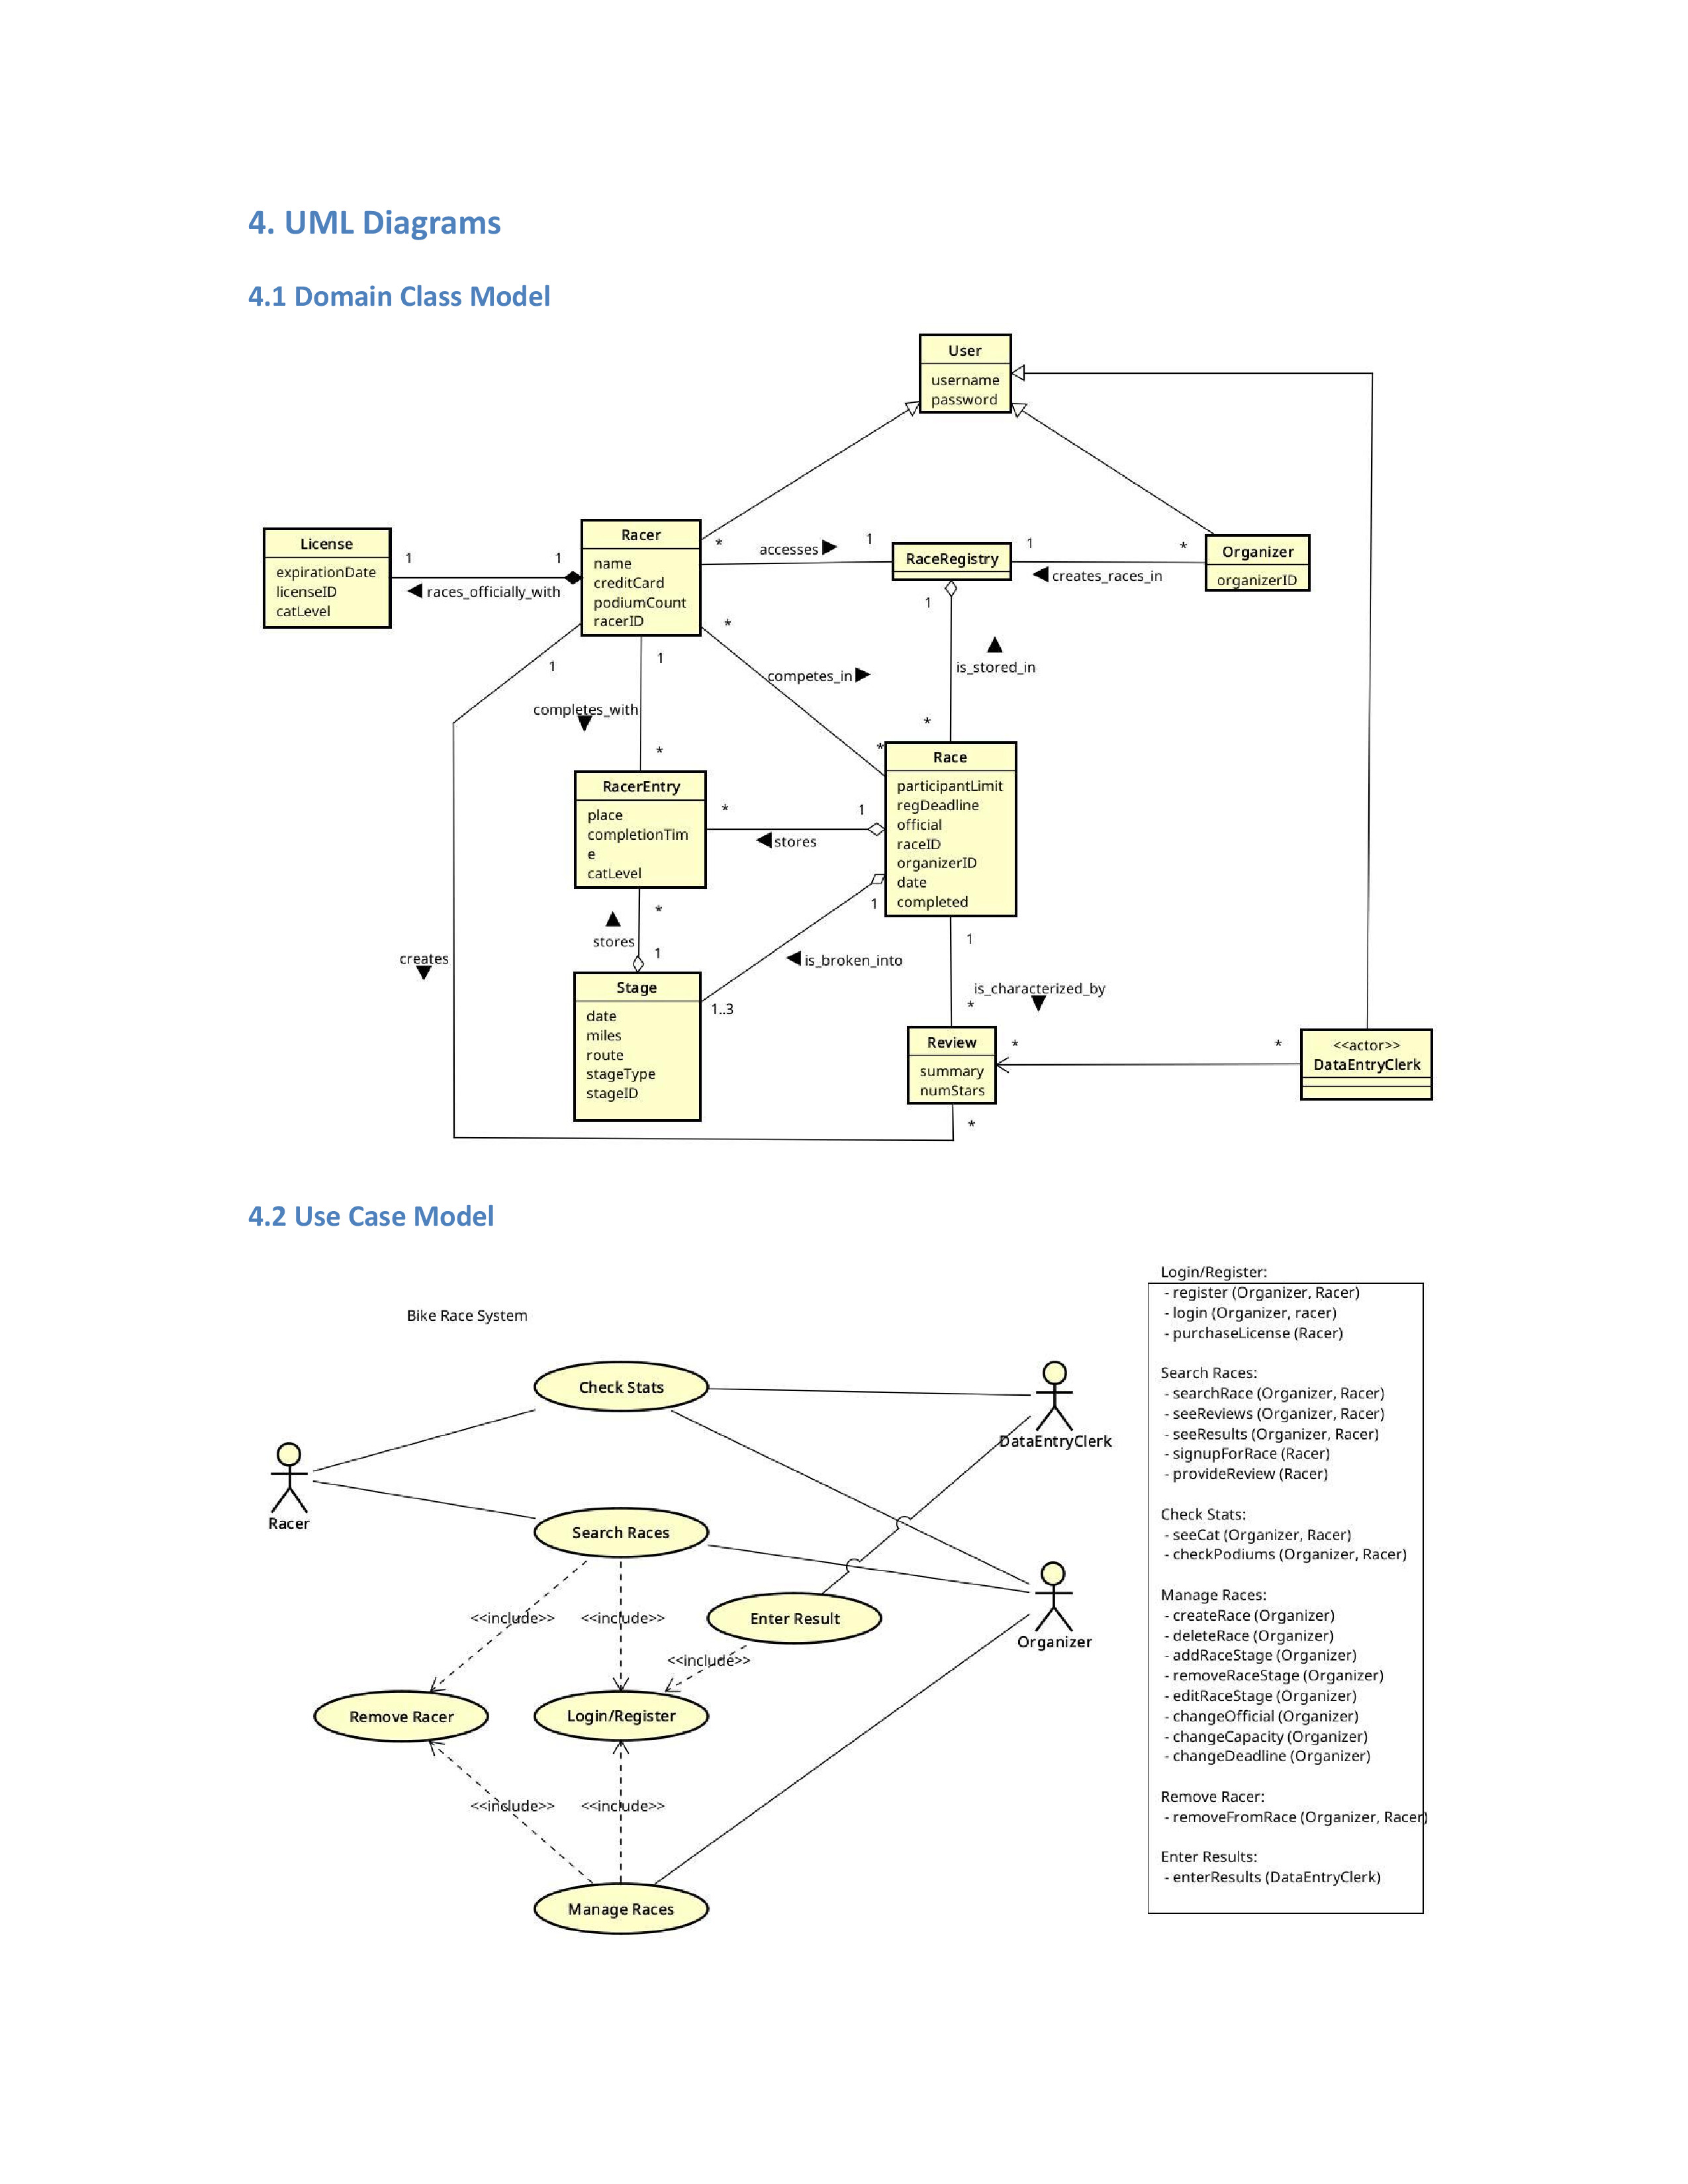 4. UML Diagrams
4.1 Domain Class Model
User
username
password
License
expirationDate
licenseID
catLevel
1
1
races_officially_with
Racer
name
creditCard
podiumCount
racerID
*
accesses
1
RaceRegistry
1
*
creates_races_in
Organizer
organizerID
1
*
competes_in
*
1
is_stored_in
*
1
completes_with
*
creates
RacerEntry
place
completionTim
e
catLevel
*
1
stores
Race
participantLimit
regDeadline
official
raceID
organizerID
date
completed
*
stores
1
1
is_broken_into
1..3
Stage
date
miles
route
stageType
stageID
1
is_characterized_by
*
Review
summary
numStars
*
*
*
<<actor>>
DataEntryClerk
4.2 Use Case Model
Bike Race System
Racer
Check Stats
Search Races
DataEntryClerk
Enter Result
Organizer
<<include>>
<<include>>
<<include>>
Remove Racer
Login/Register
<<include>>
<<include>>
Manage Races
Login/Register:
- register (Organizer, Racer)
- login (Organizer, racer)
- purchaseLicense (Racer)
Search Races:
- searchRace (Organizer, Racer)
- seeReviews (Organizer, Racer)
- seeResults (Organizer, Racer)
- signupForRace (Racer)
- provideReview (Racer)
Check Stats:
- seeCat (Organizer, Racer)
- checkPodiums (Organizer, Racer)
Manage Races:
- createRace (Organizer)
- deleteRace (Organizer)
- addRaceStage (Organizer)
- removeRaceStage (Organizer)
- editRaceStage (Organizer)
- changeOfficial (Organizer)
- changeCapacity (Organizer)
- changeDeadline (Organizer)
Remove Racer:
- removeFromRace (Organizer, Racer)
Enter Results:
- enterResults (DataEntryClerk)